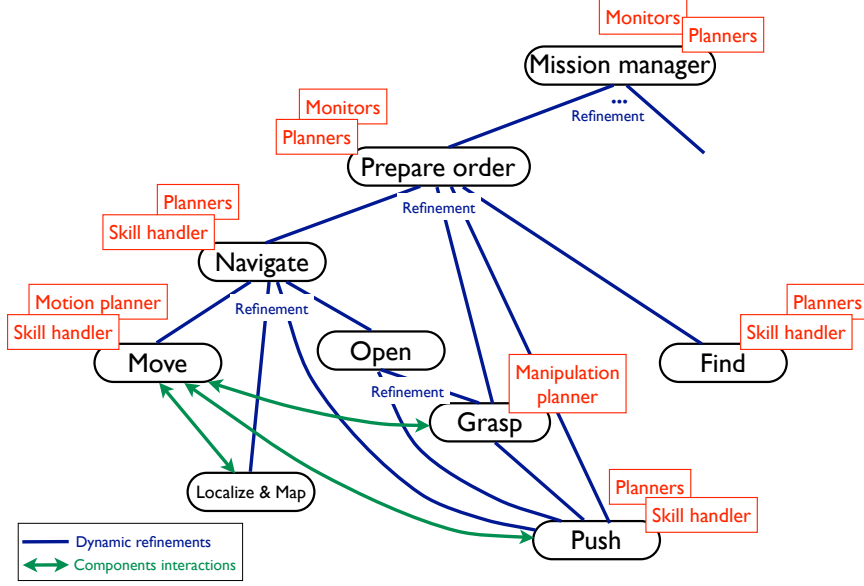 Monitors
Planners
Mission manager
...
Refinement
Monitors
Planners
Prepare order
Refinement
Planners
Skill handler
Navigate
Refinement
Motion planner
Skill handler
Move
Open
Refinement
Planners
Skill handler
Find
Manipulation
planner
Grasp
Localize & Map
Planners
Skill handler
Push
Dynamic refinements
Components interactions